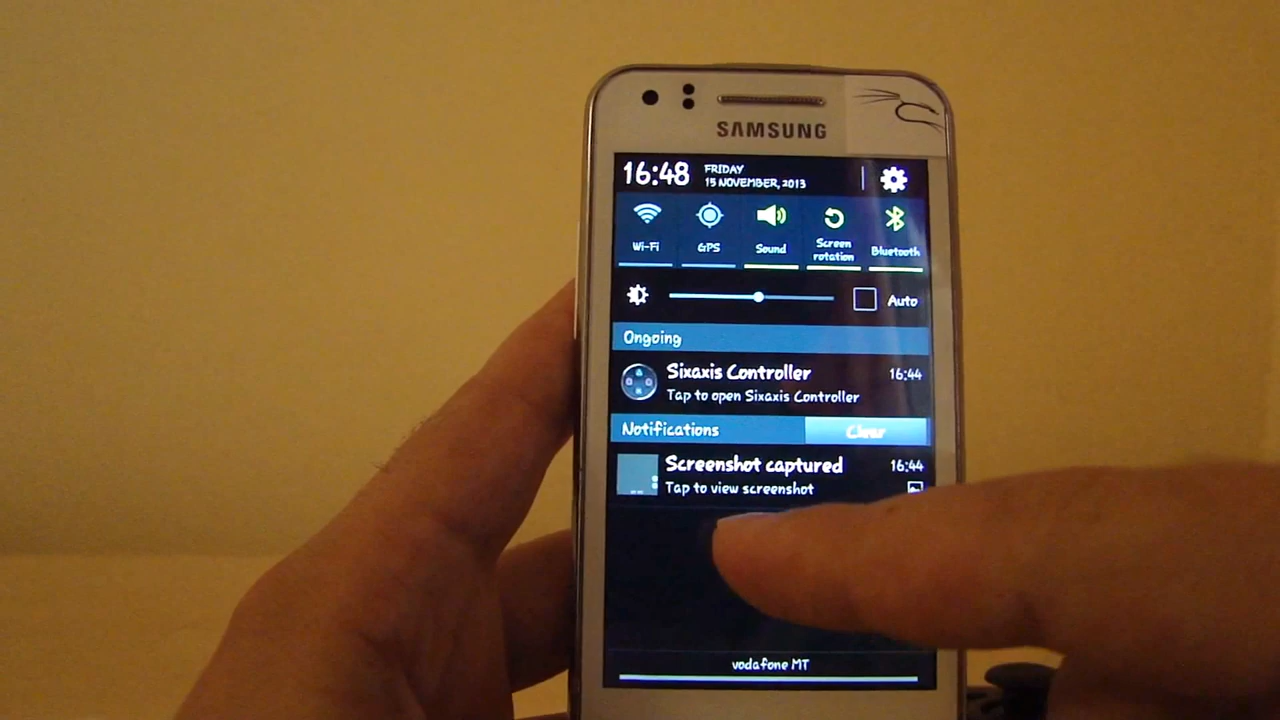 SAMSUNG
16:48
FRIDAY
15 NOVEMBER, 2013
Wi-Fi
GPS
Sound
Screen
rotation
Bluetooth
Auto
Ongoing
Sixaxis Controller 16:44
Tap to open Sixaxis Controller
Notifications Clear
Screenshot captured 16:44
Tap to view screenshot
vodafone MT